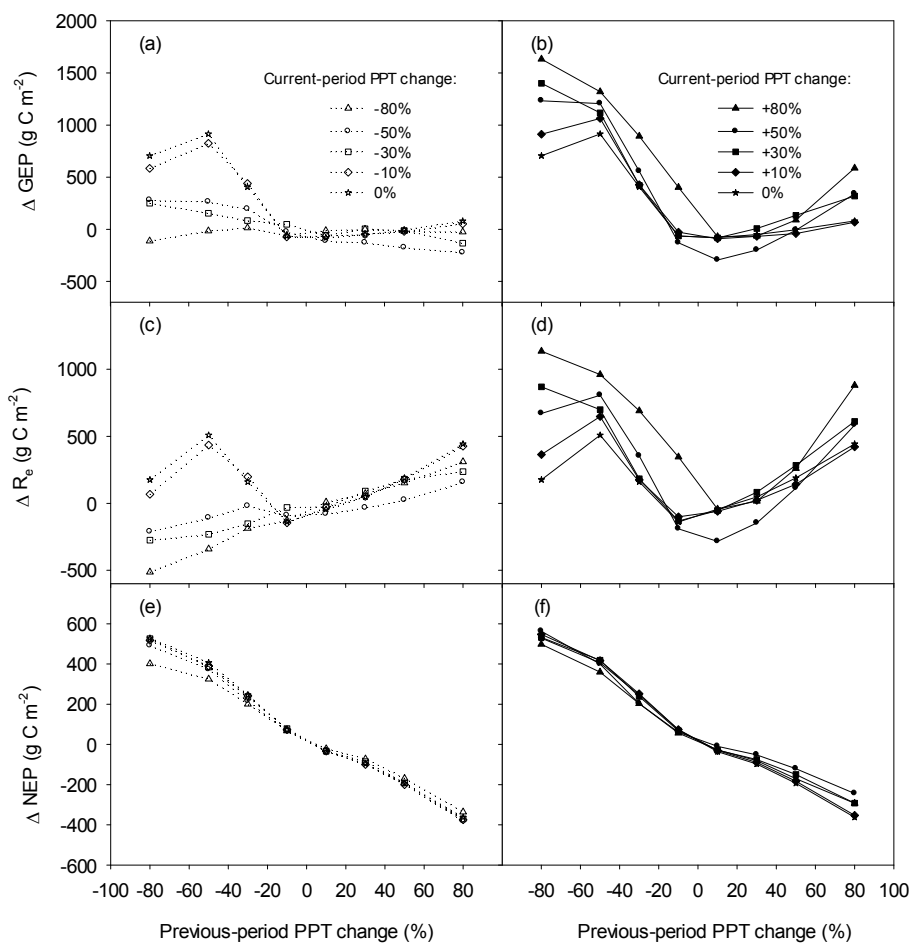 (a)
(b)
Current-period PPT change:
-80%
-50%
-30%
-10%
0%
Current-period PPT change:
+80%
+50%
+30%
+10%
0%
Δ GEP (g C m-2)
2000
1500
1000
500
0
-500
(c)
(d)
Δ Re (g C m-2)
1000
500
0
-500
(e)
(f)
Δ NEP (g C m-2)
600
400
200
0
-200
-400
-600
-100 -80 -60 -40 -20 0 20 40 60 80
-80 -60 -40 -20 0 20 40 60 80 100
Previous-period PPT change (%)
Previous-period PPT change (%)